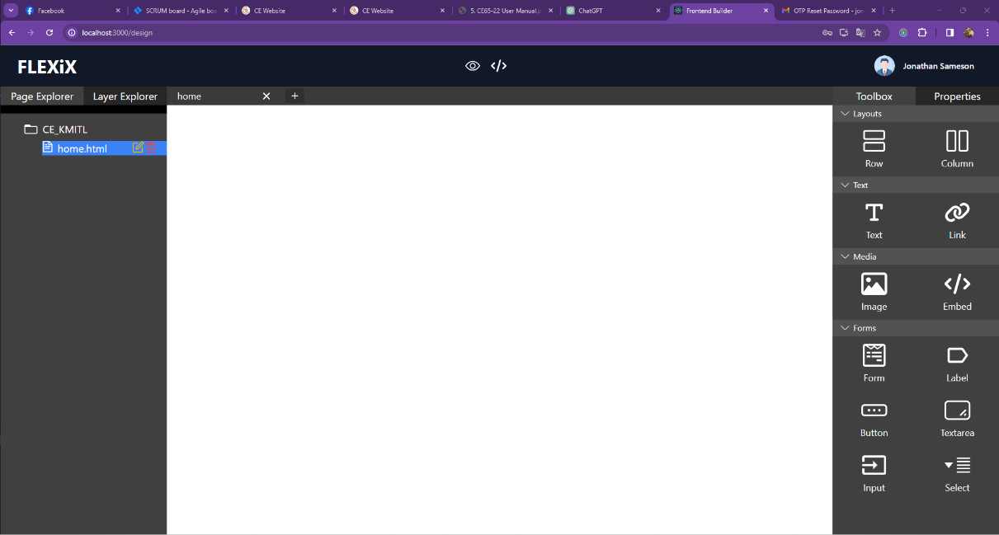 Facebook
SCRUM board - Agile boa
CE Website
CE Website
5. CE65-22 User Manual.p
ChatGPT
Frontend Builder
OTP Reset Password - jon
localhost:3000/design
FLEXiX
</>
Jonathan Sameson
Page Explorer
Layer Explorer
home
Toolbox
Properties
CE_KMITL
home.html
Layouts
Row
Column
Text
Text
Link
Media
Image
Embed
Forms
Form
Label
Button
Textarea
Input
Select